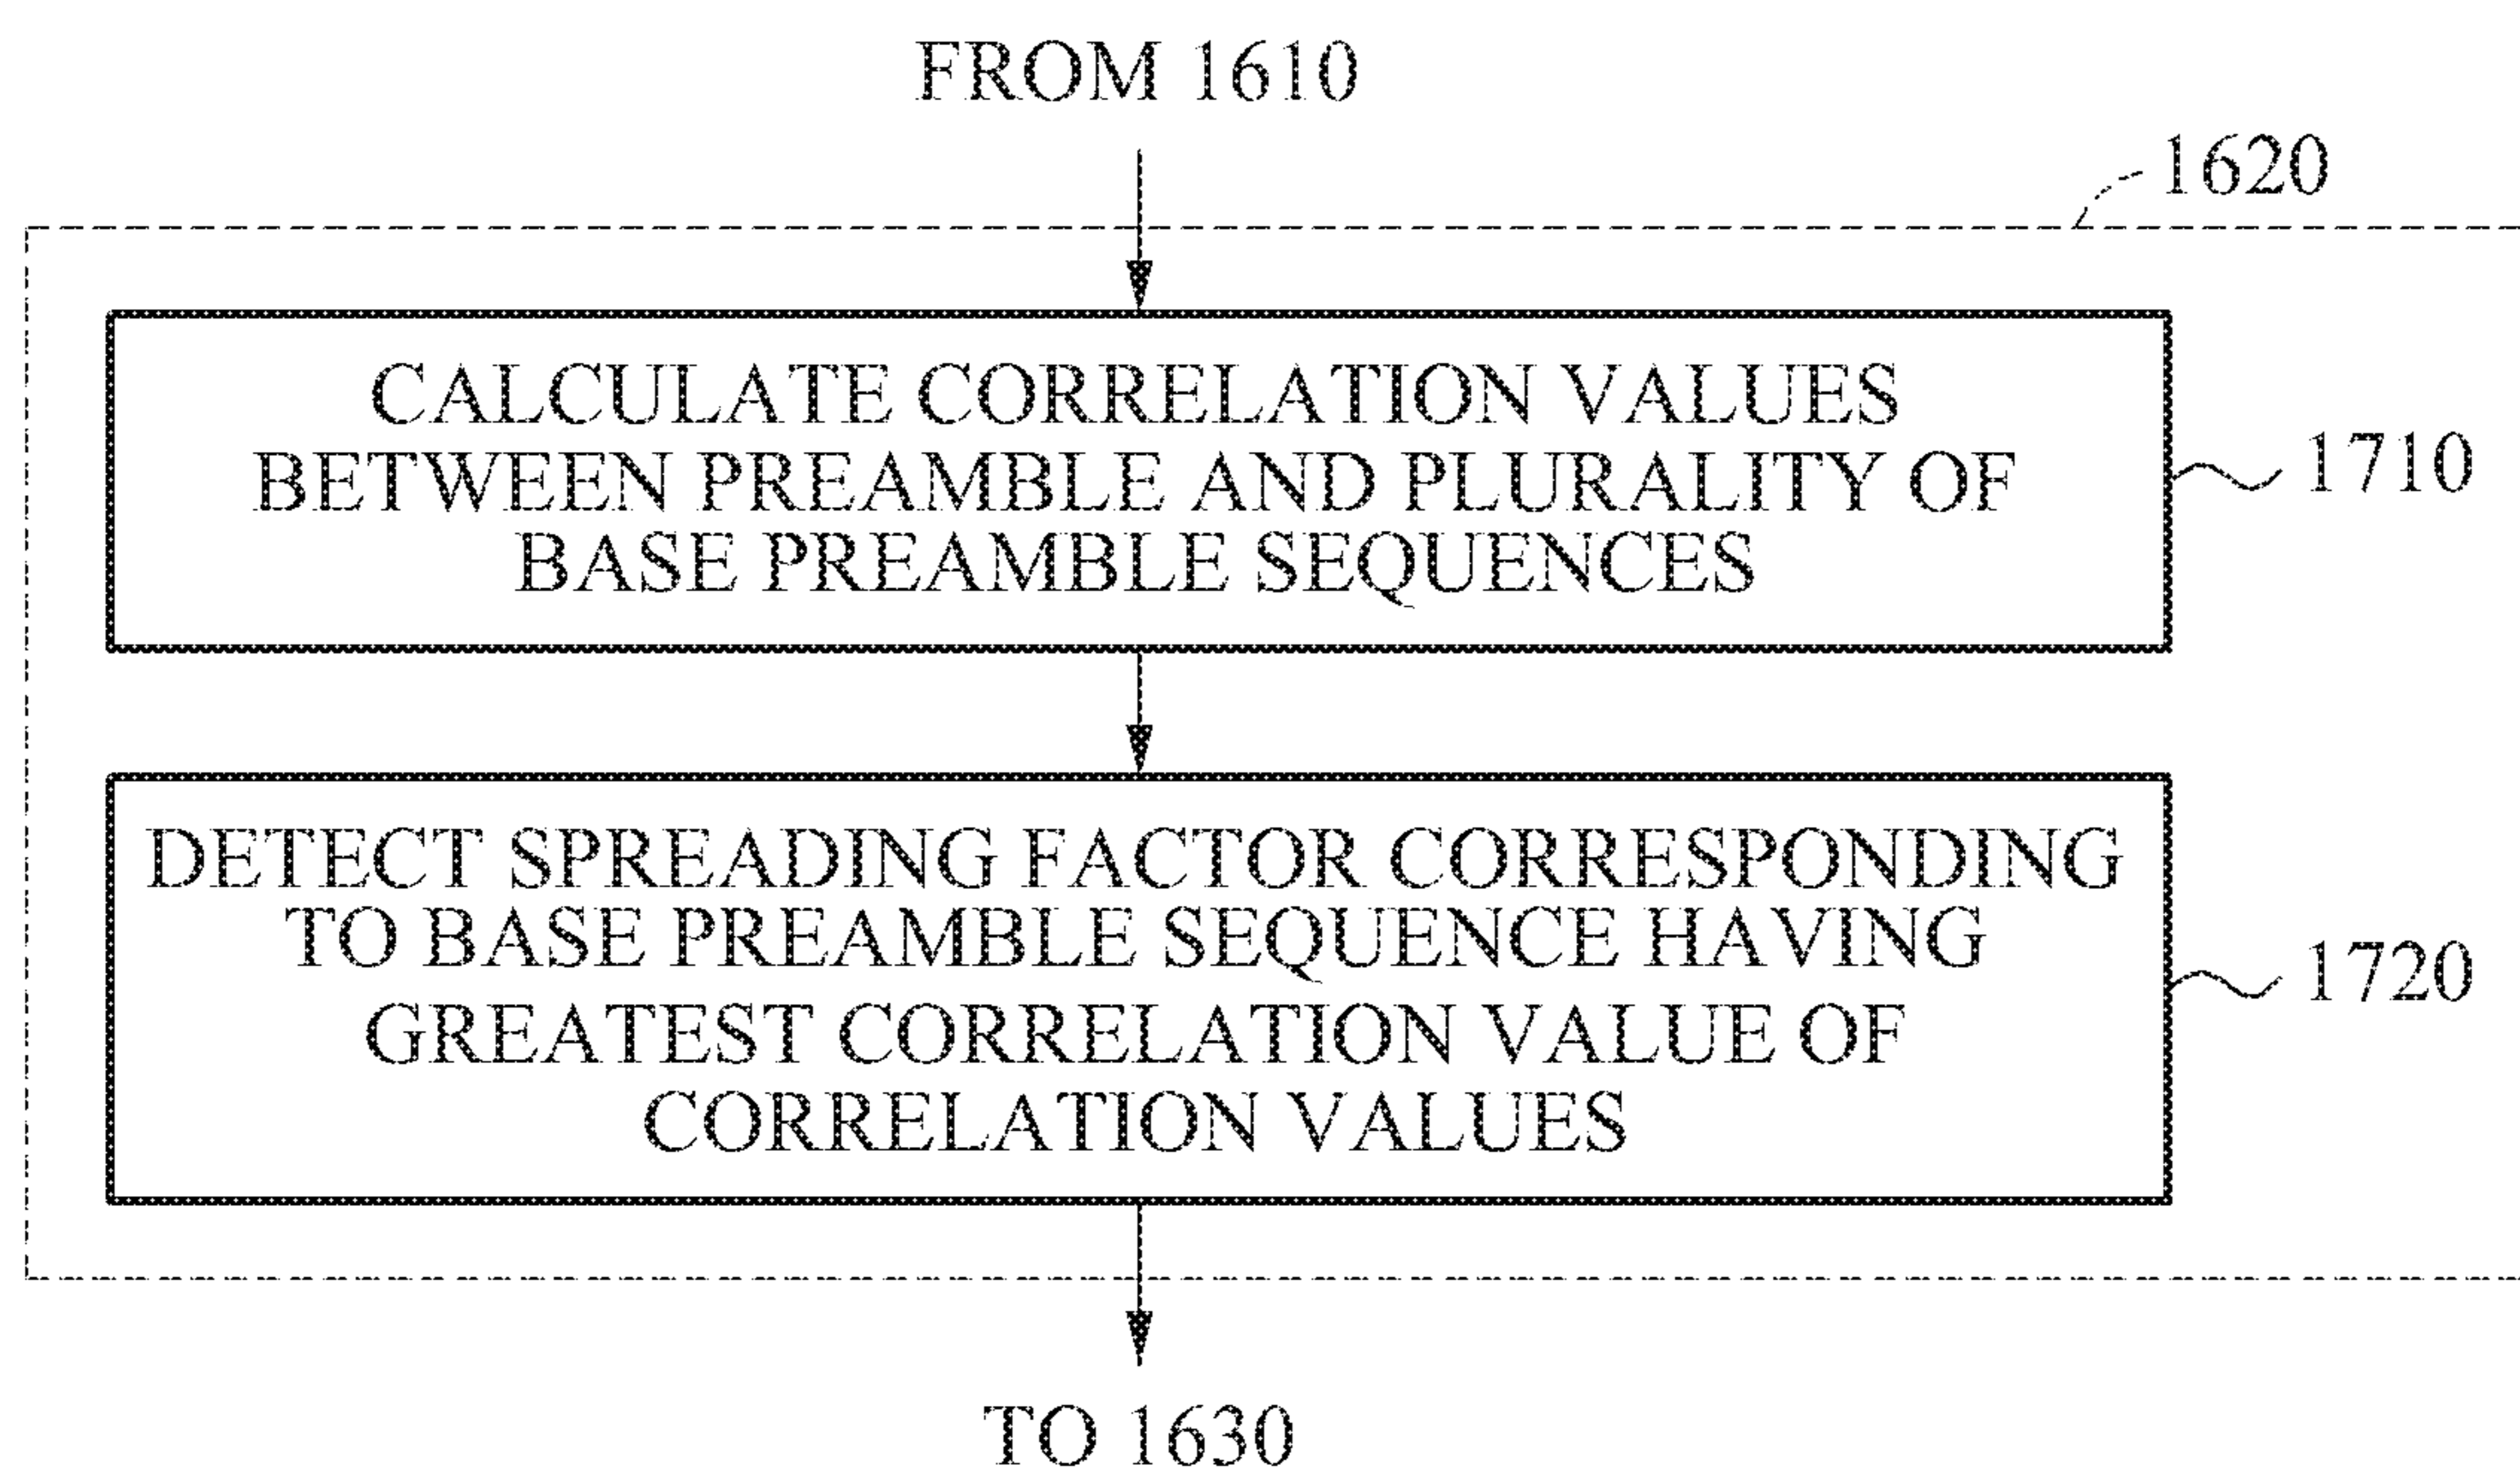 FROM 1610
1620
CALCULATE CORRELATION VALUES
BETWEEN PREAMBLE AND PLURALITY OF
BASE PREAMBLE SEQUENCES
1710
DETECT SPREADING FACTOR CORRESPONDING
TO BASE PREAMBLE SEQUENCE HAVING
GREATEST CORRELATION VALUE OF
CORRELATION VALUES
1720
TO 1630